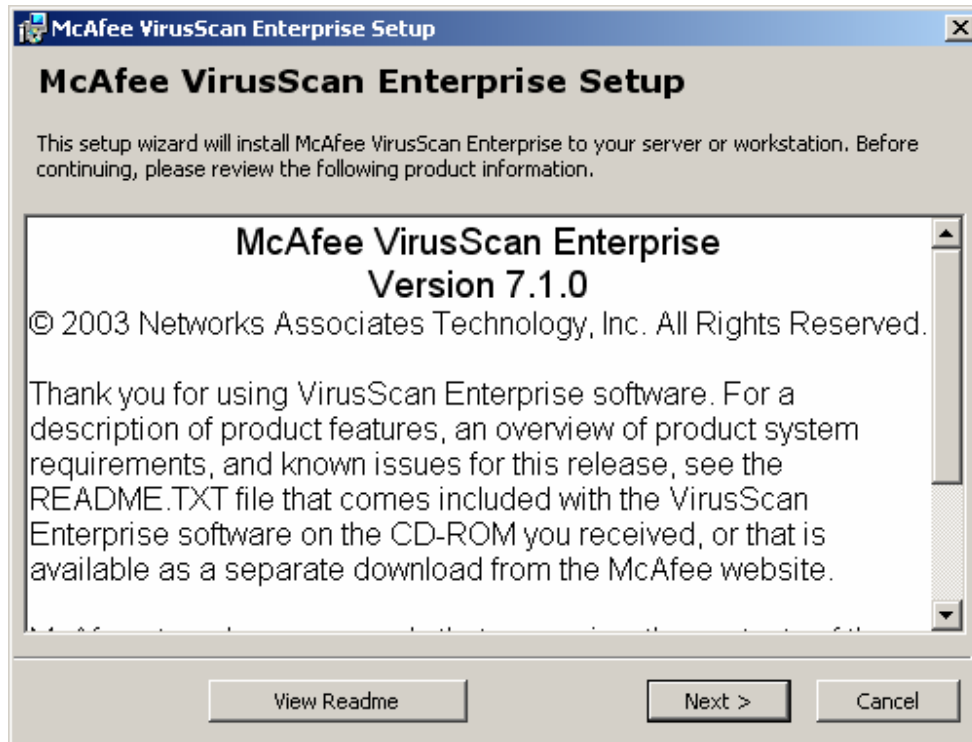 McAfee VirusScan Enterprise Setup
McAfee VirusScan Enterprise Setup
This setup wizard will install McAfee VirusScan Enterprise to your server or workstation. Before
continuing, please review the following product information.
McAfee VirusScan Enterprise
Version 7.1.0
© 2003 Networks Associates Technology, Inc. All Rights Reserved.
Thank you for using VirusScan Enterprise software. For a
description of product features, an overview of product system
requirements, and known issues for this release, see the
README.TXT file that comes included with the VirusScan
Enterprise software on the CD-ROM you received, or that is
available as a separate download from the McAfee website.
View Readme
Next >
Cancel